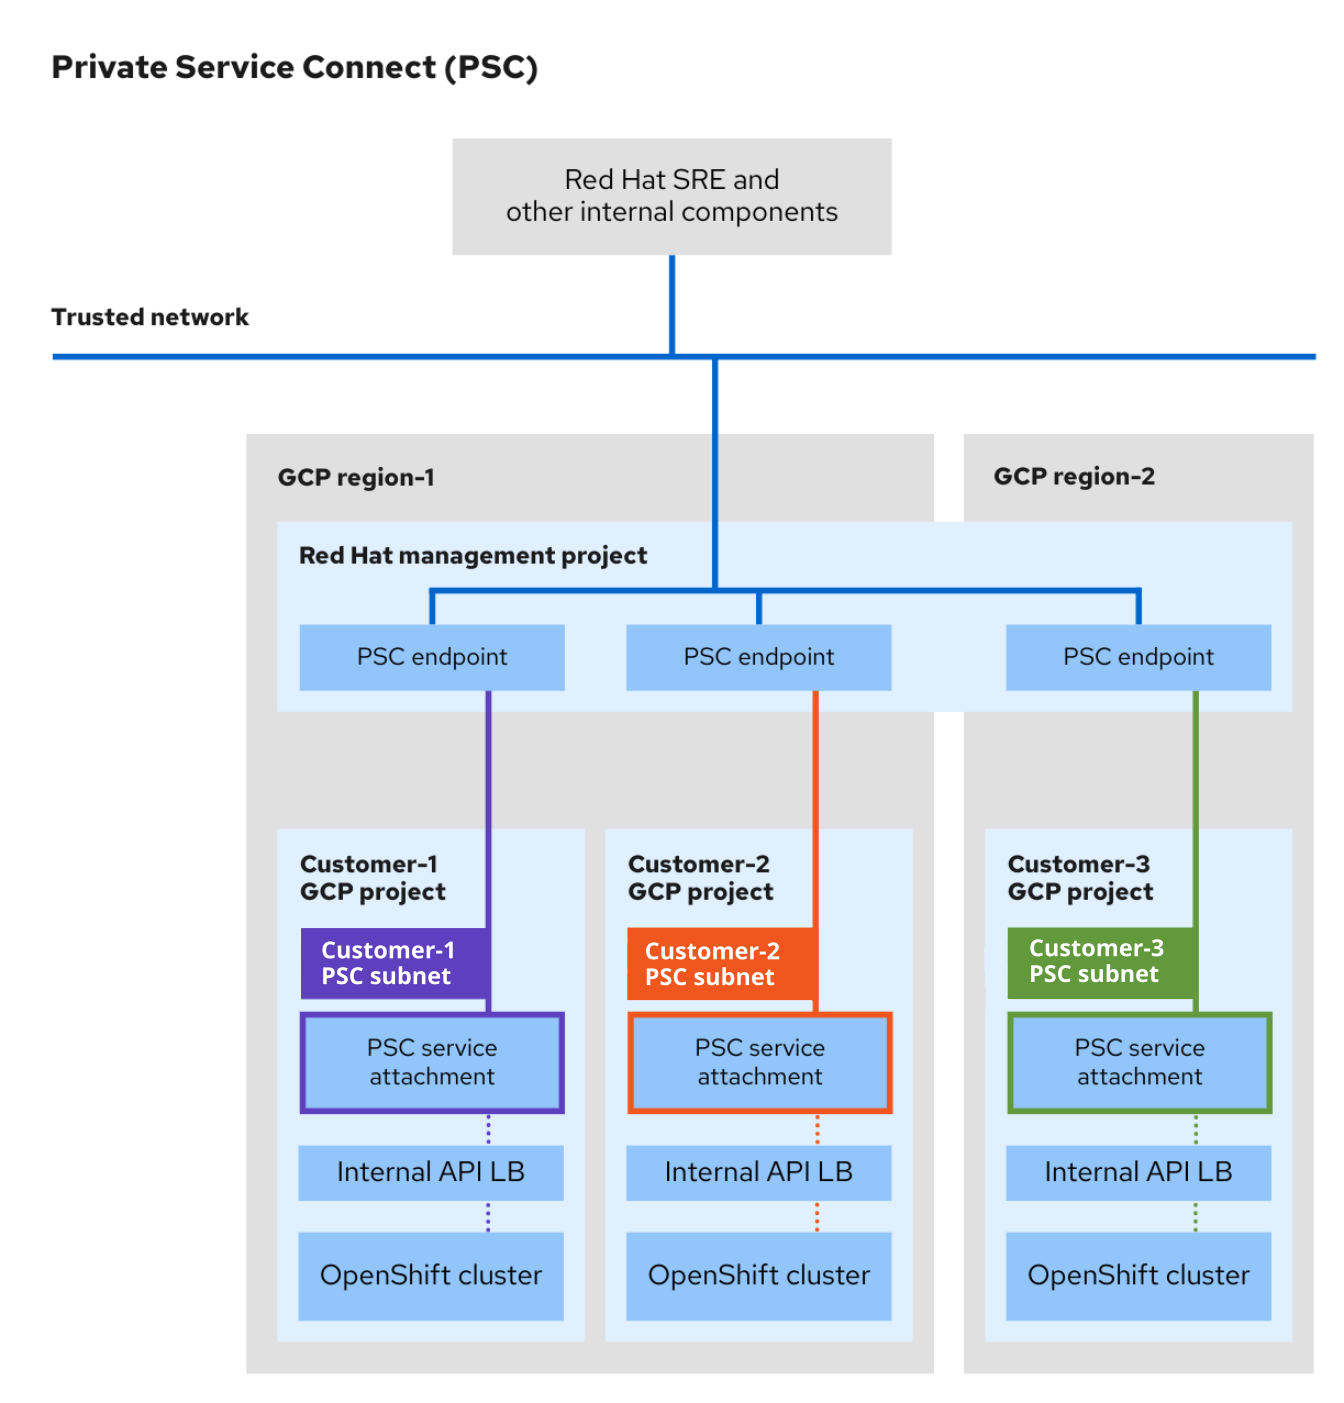 Private Service Connect (PSC)
Red Hat SRE and
other internal components
Trusted network
GCP region-1
GCP region-2
Red Hat management project
PSC endpoint
PSC endpoint
PSC endpoint
Customer-1
GCP project
Customer-1
PSC subnet
PSC service
attachment
Internal API LB
OpenShift cluster
Customer-2
GCP project
Customer-2
PSC subnet
PSC service
attachment
Internal API LB
OpenShift cluster
Customer-3
GCP project
Customer-3
PSC subnet
PSC service
attachment
Internal API LB
OpenShift cluster